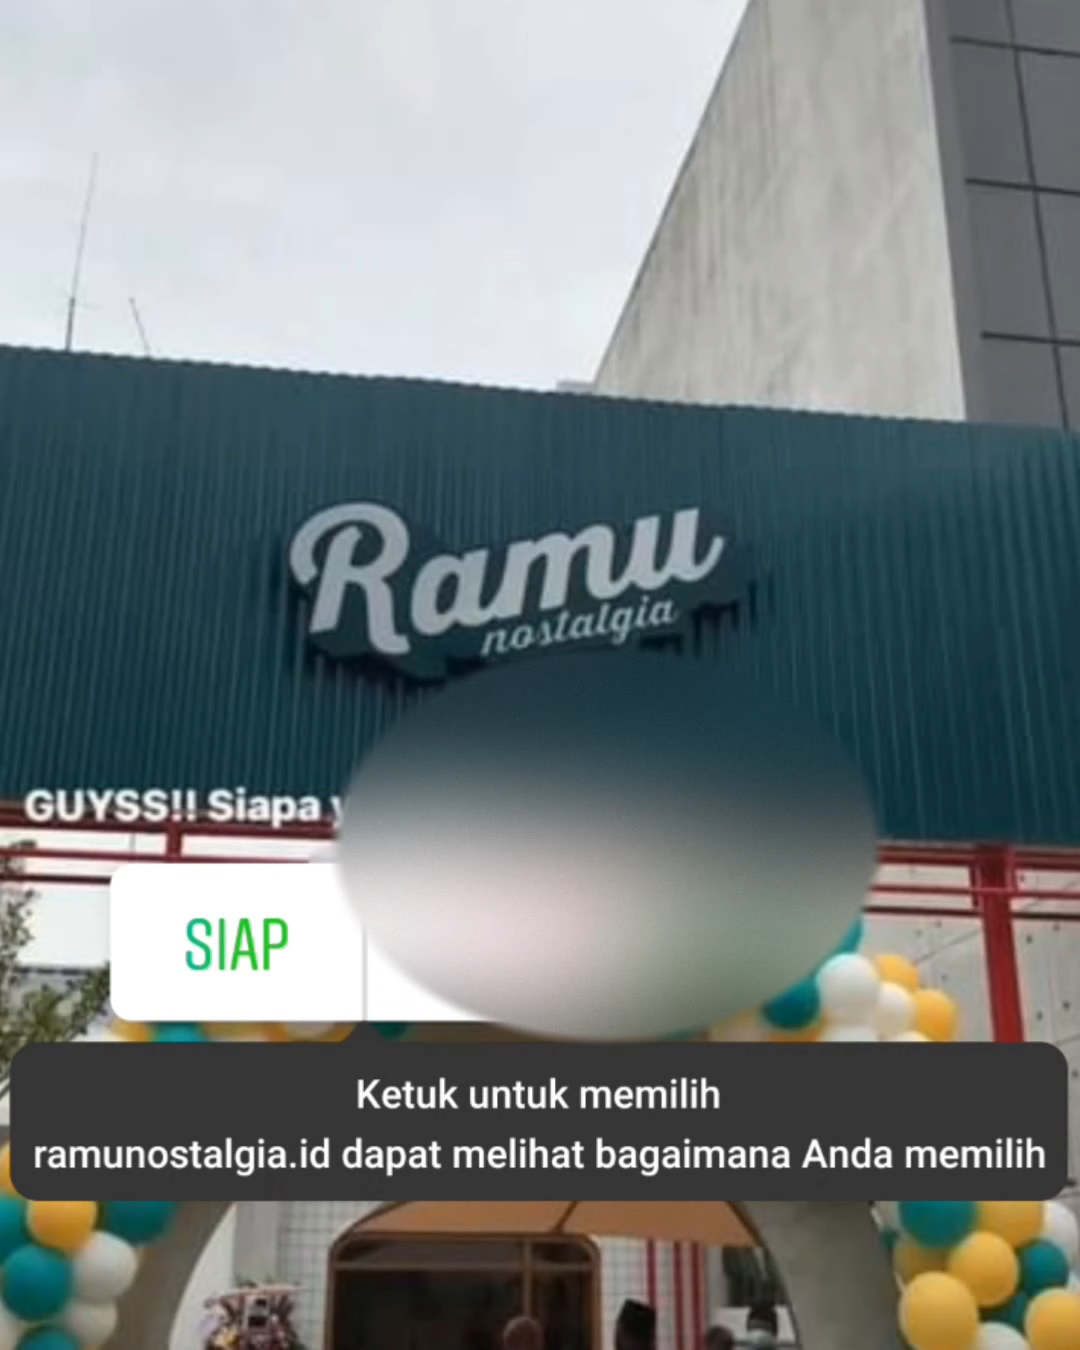 Ramu
nostalgia
GUYSS!! Siapa
SIAP
Ketuk untuk memilih
ramunostalgia.id dapat melihat bagaimana Anda memilih